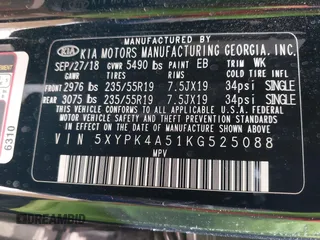 MANUFACTURED BY
KIA KIA MOTORS MANUFACTURING GEORGIA, INC.
SEP/27/18 GVWR 5490 lbs PAINT EB TRIM WK
TIRES RIMS COLD TIRE
FRONT 2976 lbs 235/55R19 7.5JX19 34psi SINGLE
REAR 3075 lbs 235/55R19 7.5JX19 34psi SINGLE
THIS VEHICLE CONFORMS TO ALL APPLICABLE
U.S. FEDERAL MOTOR VEHICLE SAFETY AND
THEFT PREVENTION STANDARDS IN EFFECT ON
THE DATE OF MANUFACTURE SHOWN ABOVE.
VIN 5XYPK4A51KG525088
MPV
6310
DREAMBID